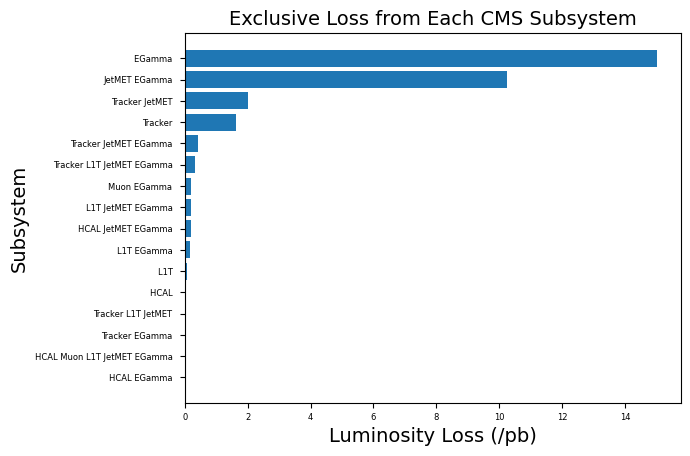 Exclusive Loss from Each CMS Subsystem
EGamma
JetMET EGamma
Tracker JetMET
Tracker
Tracker JetMET EGamma
Tracker L1T JetMET EGamma
Muon EGamma
L1T JetMET EGamma
HCAL JetMET EGamma
L1T EGamma
L1T
HCAL
Tracker L1T JetMET
Tracker EGamma
HCAL Muon L1T JetMET EGamma
HCAL EGamma
Subsystem
0 2 4 6 8 10 12 14
Luminosity Loss (/pb)